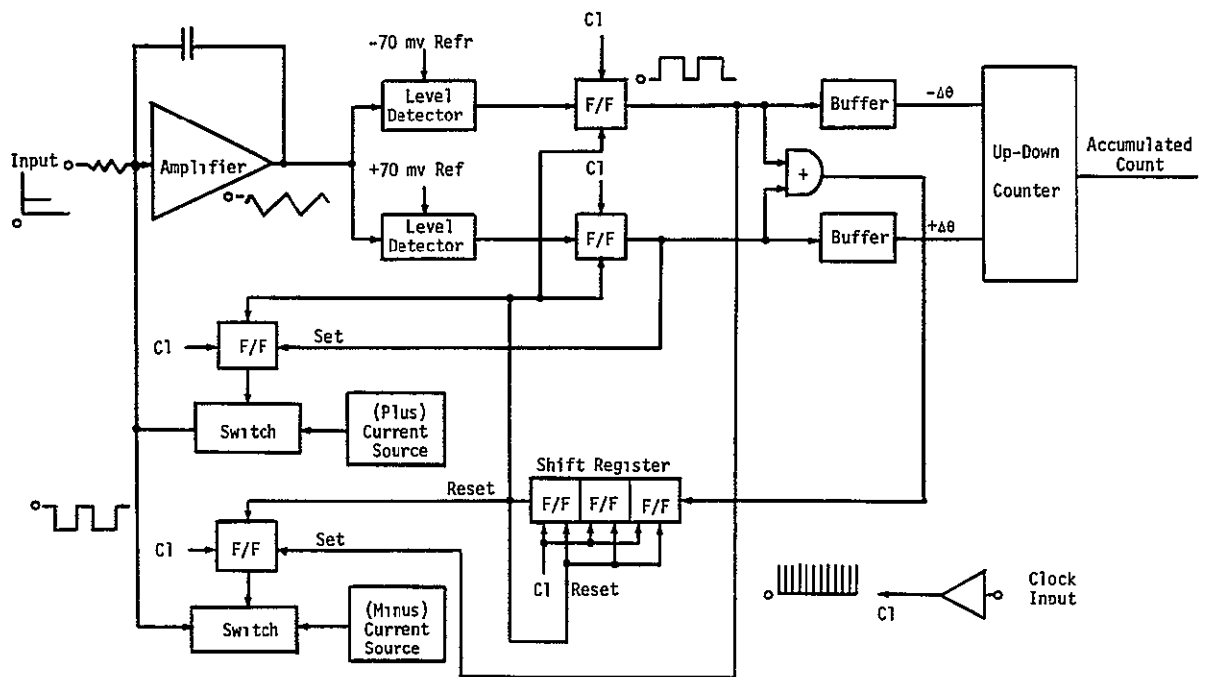 Cl
-70 mv Refr
Level
Detector
F/F
Buffer
-Δθ
Input
Amplifier
+70 mv Ref
Cl
+
Up-Down
Counter
Accumulated
Count
Level
Detector
F/F
Buffer
+Δθ
Cl
F/F
Set
Switch
(Plus)
Current
Source
Shift Register
Reset
F/F F/F F/F
Cl
F/F
Set
Cl Reset
Switch
(Minus)
Current
Source
Cl
Clock
Input